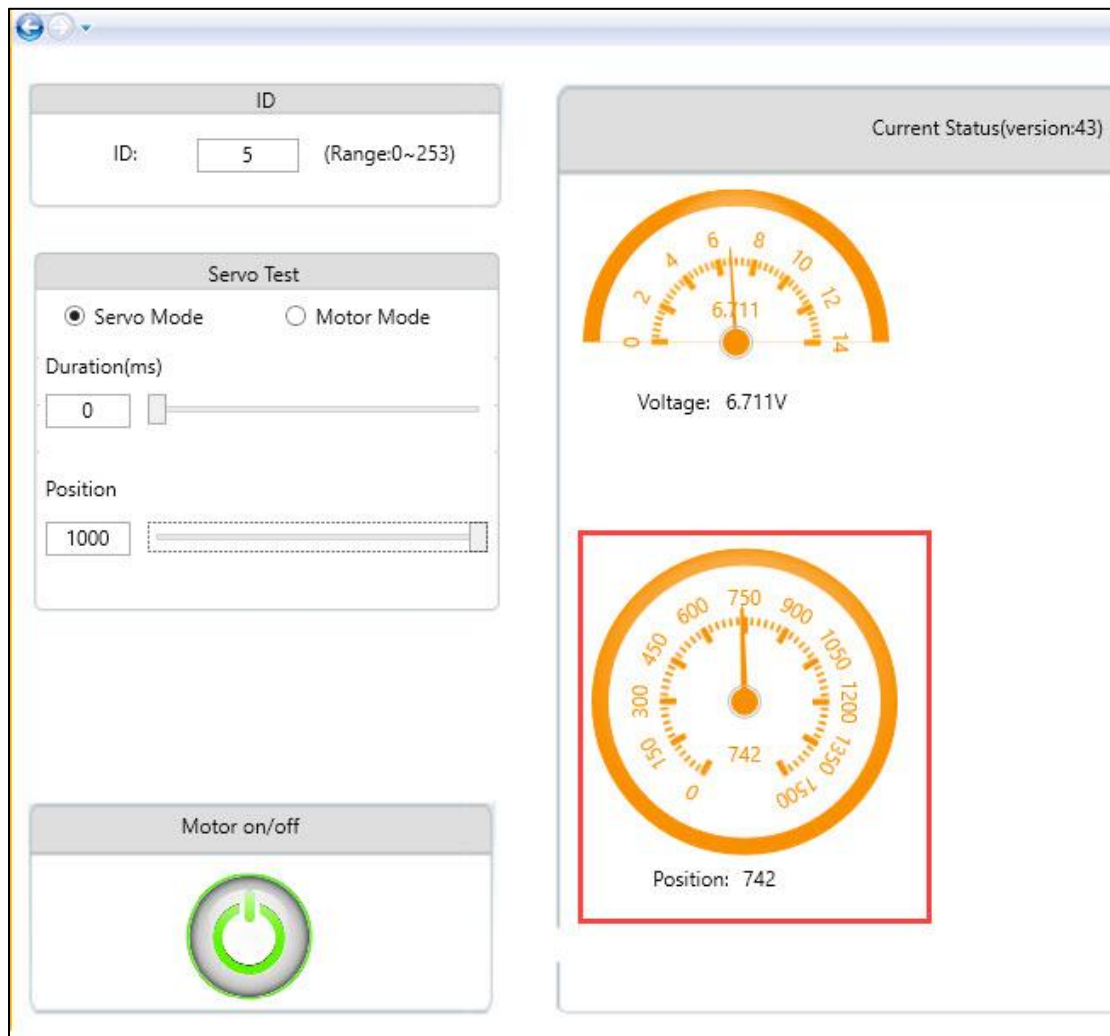 ID
ID: 5 (Range:0~253)
Servo Test
Servo Mode Motor Mode
Duration(ms)
0
Position
1000
Motor on/off
Current Status(version:43)
0 2 4 6 8 10 12 14
6.711
Voltage: 6.711V
0 150 300 450 600 750 900 1050 1200 1350 1500
742
Position: 742